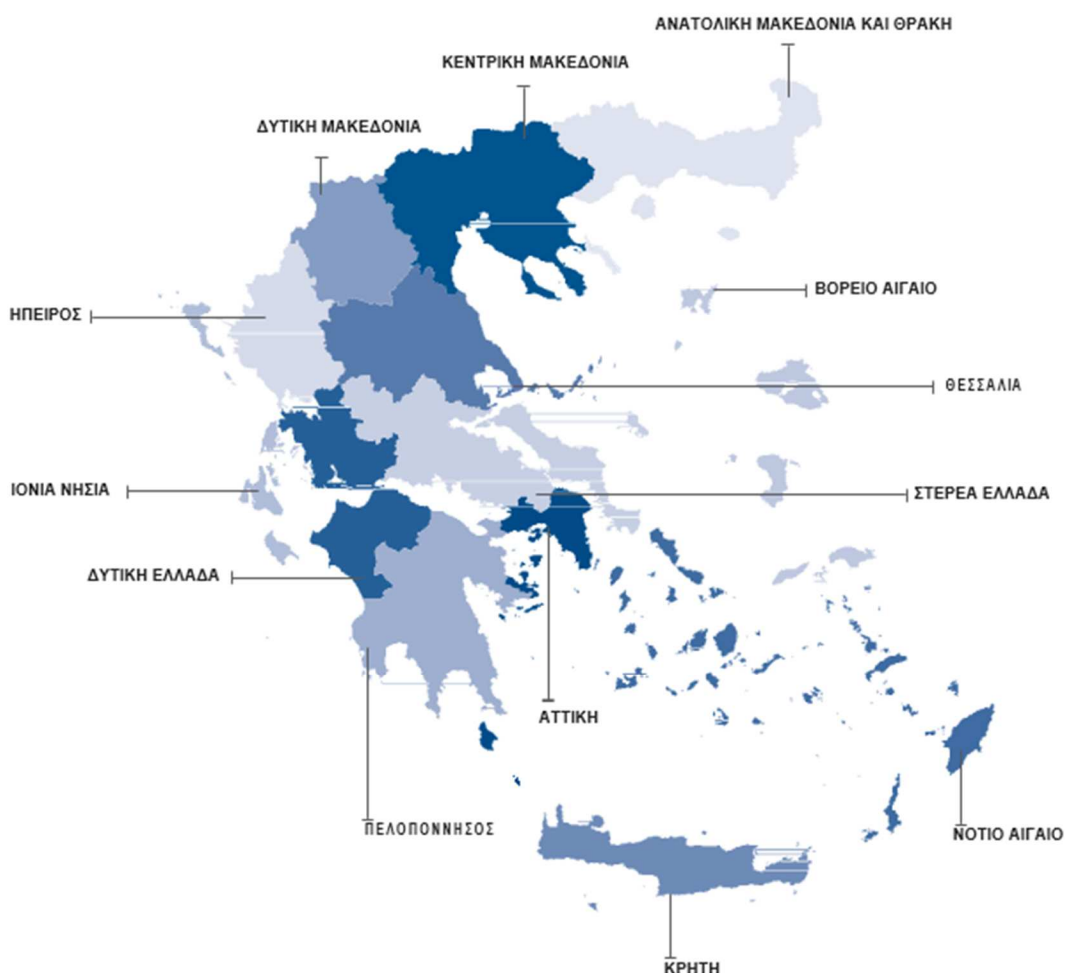 ΑΝΑΤΟΛΙΚΗ ΜΑΚΕΔΟΝΙΑ ΚΑΙ ΘΡΑΚΗ
ΚΕΝΤΡΙΚΗ ΜΑΚΕΔΟΝΙΑ
ΔΥΤΙΚΗ ΜΑΚΕΔΟΝΙΑ
ΒΟΡΕΙΟ ΑΙΓΑΙΟ
ΗΠΕΙΡΟΣ
ΘΕΣΣΑΛΙΑ
ΙΟΝΙΑ ΝΗΣΙΑ
ΣΤΕΡΕΑ ΕΛΛΑΔΑ
ΔΥΤΙΚΗ ΕΛΛΑΔΑ
ΑΤΤΙΚΗ
ΠΕΛΟΠΟΝΝΗΣΟΣ
ΝΟΤΙΟ ΑΙΓΑΙΟ
ΚΡΗΤΗ